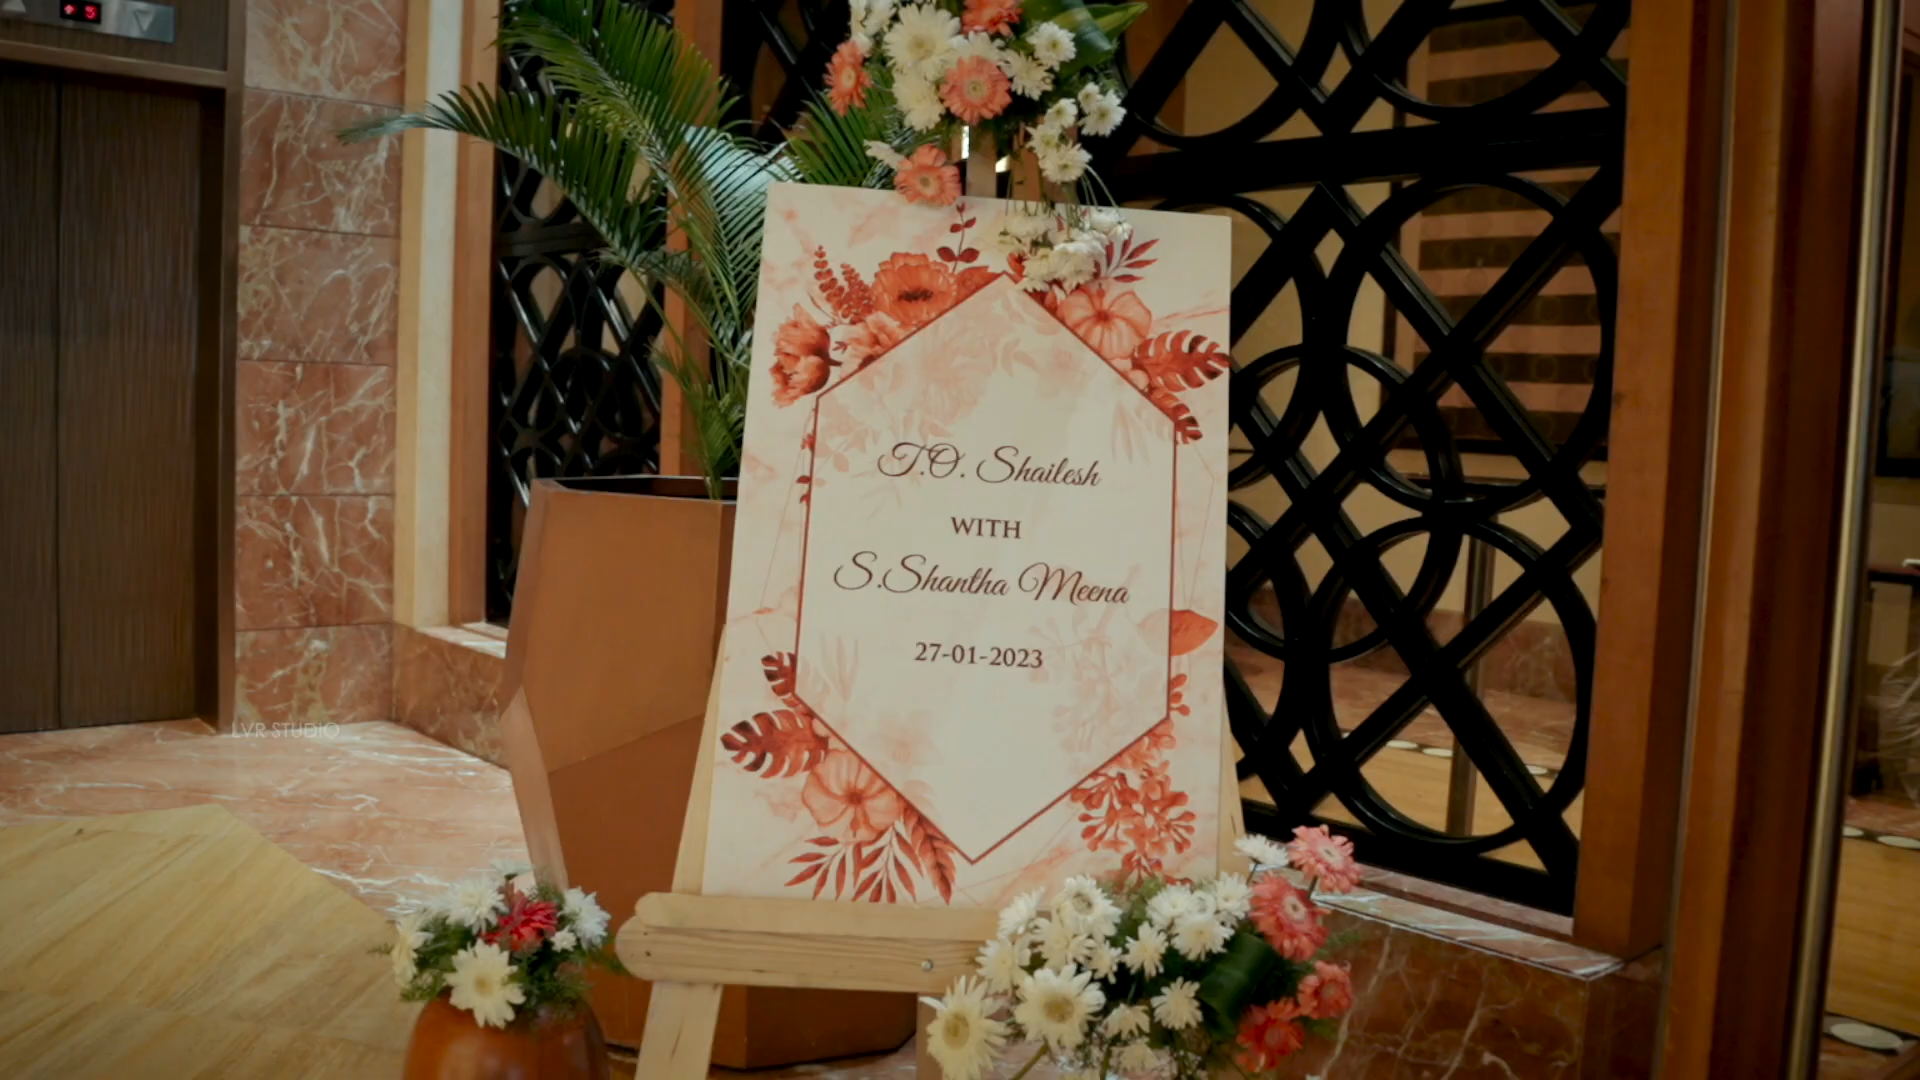 T.O. Shailesh
WITH
S.Shantha Meena
27-01-2023
LVR STUDIO